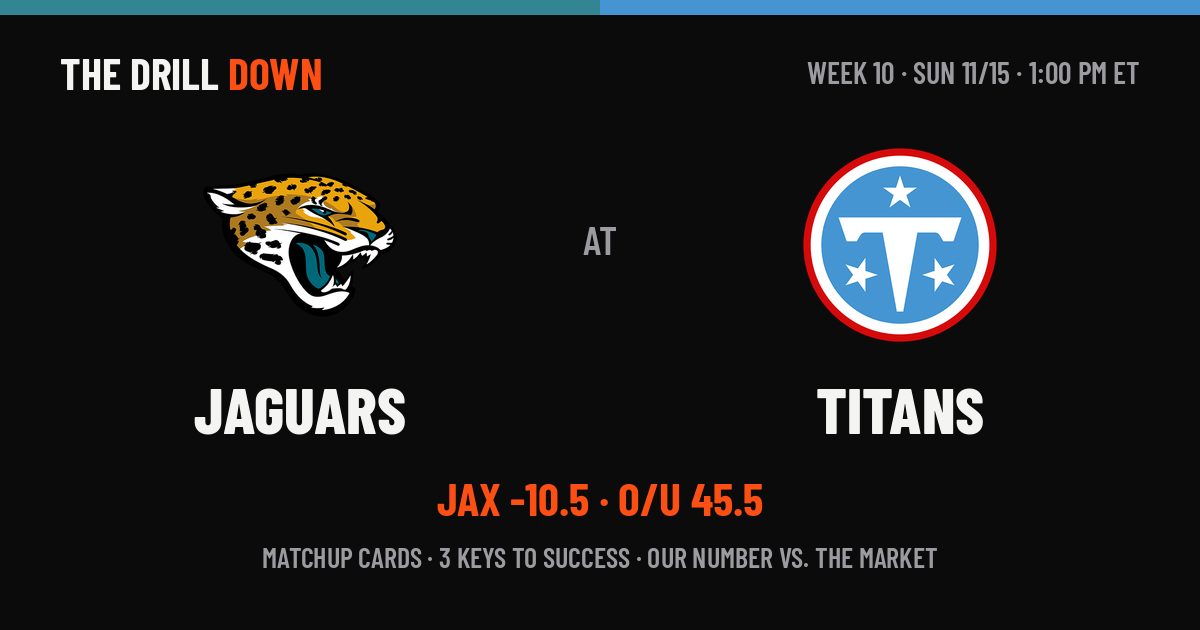 THE DRILL DOWN
WEEK 10 · SUN 11/15 · 1:00 PM ET
AT
T
JAGUARS
TITANS
JAX -10.5 · O/U 45.5
MATCHUP CARDS · 3 KEYS TO SUCCESS · OUR NUMBER VS. THE MARKET